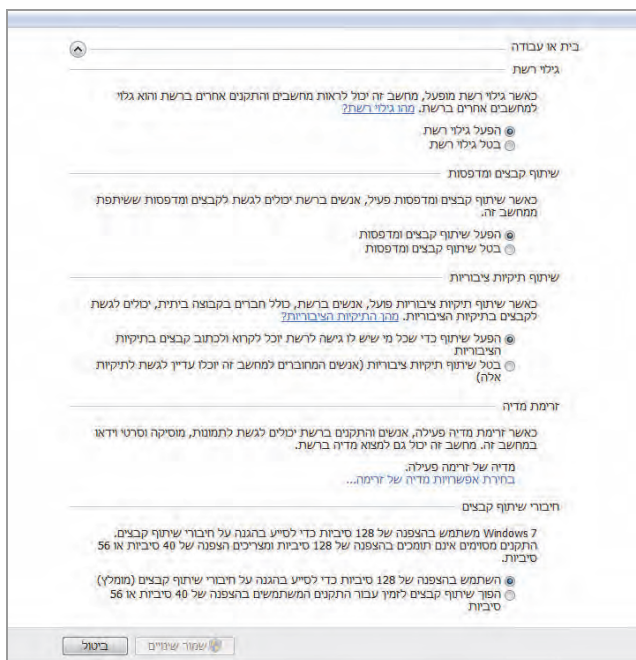 בית או עבודה
גילוי רשת
כאשר גילוי רשת מופעל, מחשב זה יכול לראות מחשבים והתקנים אחרים ברשת והוא גלוי
למחשבים אחרים ברשת. מהו גילוי רשת?
הפעל גילוי רשת
בטל גילוי רשת
שיתוף קבצים ומדפסות
כאשר שיתוף קבצים ומדפסות פעיל, אנשים ברשת יכולים לגשת לקבצים ומדפסות ששיתפת
ממחשב זה.
הפעל שיתוף קבצים ומדפסות
בטל שיתוף קבצים ומדפסות
שיתוף תיקיות ציבוריות
כאשר שיתוף תיקיות ציבוריות פועל, אנשים ברשת, כולל חברים בקבוצה ביתית, יכולים לגשת
לקבצים בתיקיות הציבוריות. מהן התיקיות הציבוריות?
הפעל שיתוף כדי שכל מי שיש לו גישה לרשת יוכל לקרוא ולכתוב קבצים בתיקיות
הציבוריות
בטל שיתוף תיקיות ציבוריות (אנשים המחוברים למחשב זה יוכלו עדיין לגשת לתיקיות
אלה)
זרימת מדיה
כאשר זרימת מדיה פעילה, אנשים והתקנים ברשת יכולים לגשת לתמונות, מוסיקה וסרטי וידאו
במחשב זה. מחשב זה יכול גם למצוא מדיה ברשת.
מדיה של זרימה פעילה.
בחירת אפשרויות מדיה של זרימה...
חיבורי שיתוף קבצים
Windows 7 משתמש בהצפנה של 128 סיביות כדי לסייע בהגנה על חיבורי שיתוף קבצים.
התקנים מסוימים אינם תומכים בהצפנה של 128 סיביות ומצריכים הצפנה של 40 סיביות או 56
סיביות.
השתמש בהצפנה של 128 סיביות כדי לסייע בהגנה על חיבורי שיתוף קבצים (מומלץ)
הפוך שיתוף קבצים לזמין עבור התקנים המשתמשים בהצפנה של 40 סיביות או 56
סיביות
שמור שינויים
ביטול